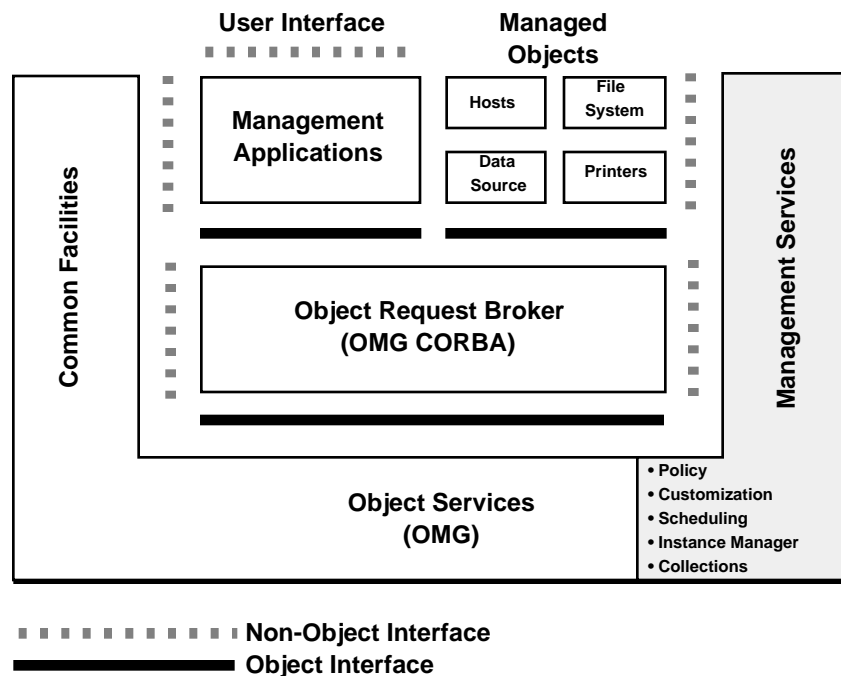 User Interface
Managed
Objects
Management
Applications
Hosts
File
System
Data
Source
Printers
Common Facilities
Management Services
Object Request Broker
(OMG CORBA)
Object Services
(OMG)
• Policy
• Customization
• Scheduling
• Instance Manager
• Collections
Non-Object Interface
Object Interface